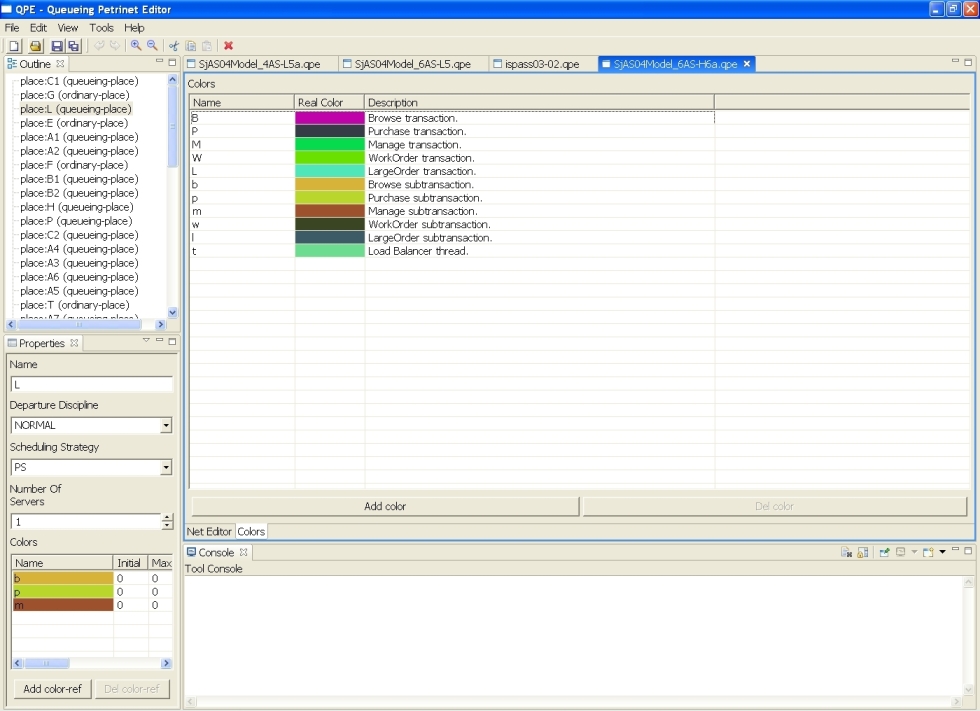 QPE - Queueing Petrinet Editor
File Edit View Tools Help
Outline
place:C1 (queueing-place)
place:G (ordinary-place)
place:L (queueing-place)
place:E (ordinary-place)
place:A1 (queueing-place)
place:A2 (queueing-place)
place:F (ordinary-place)
place:B1 (queueing-place)
place:B2 (queueing-place)
place:H (queueing-place)
place:P (queueing-place)
place:C2 (queueing-place)
place:A4 (queueing-place)
place:A3 (queueing-place)
place:A6 (queueing-place)
place:A5 (queueing-place)
place:T (ordinary-place)
place:A7 (queueing-place)
Properties
Name
L
Departure Discipline
NORMAL
Scheduling Strategy
PS
Number Of
Servers
1
Colors
Name Initial Max
b 0 0
p 0 0
m 0 0
Add color-ref Del color-ref
SjAS04Model_4AS-L5a.qpe SjAS04Model_6AS-L5.qpe ispass03-02.qpe SjAS04Model_6AS-H6a.qpe
Colors
Name Real Color Description
B Browse transaction.
P Purchase transaction.
M Manage transaction.
W WorkOrder transaction.
L LargeOrder transaction.
b Browse subtransaction.
p Purchase subtransaction.
m Manage subtransaction.
w WorkOrder subtransaction.
l LargeOrder subtransaction.
t Load Balancer thread.
Add color Del color
Net Editor Colors
Console
Tool Console